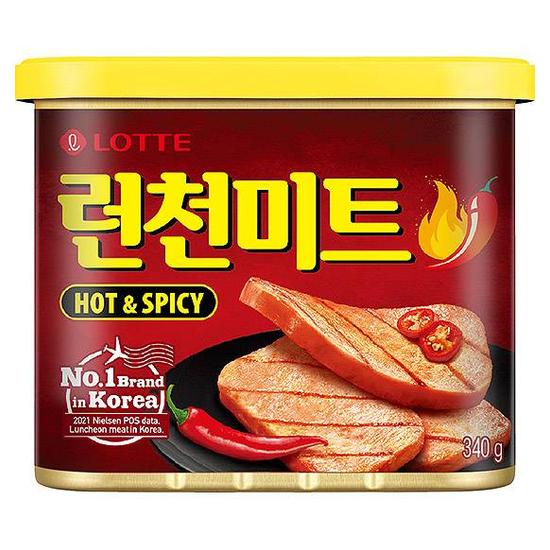 LOTTE
런천미트
HOT & SPICY
No.1 Brand
in Korea
2021 Nielsen POS data.
Luncheon meat in Korea.
340 g